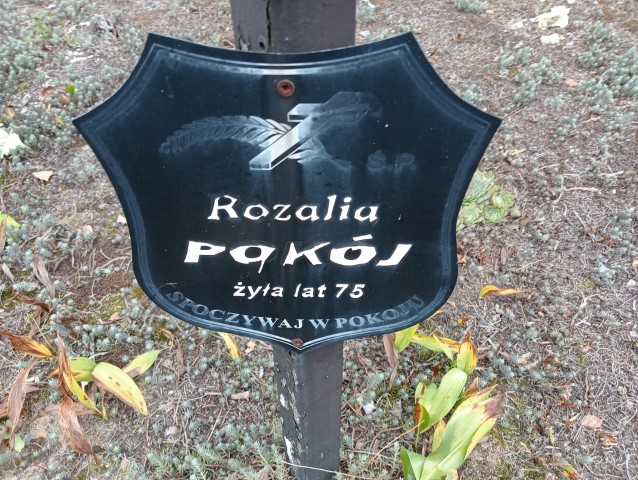 Ś.P.
Rozalia
POKÓJ
żyła lat 75
SPOCZYWAJ W POKOJU